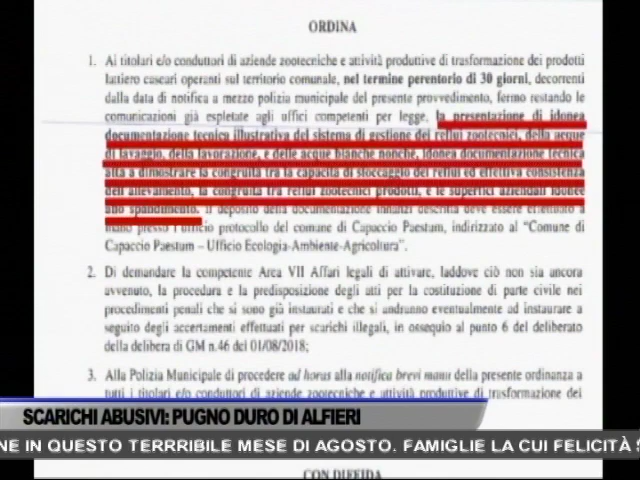 ORDINA
1. Ai titolari e/o conduttori di aziende zootecniche e attività produttive di trasformazione dei prodotti
lattiero caseari operanti sul territorio comunale, nel termine perentorio di 30 giorni, decorrenti
dalla data di notifica a mezzo polizia municipale del presente provvedimento, fermo restando le
comunicazioni già espletate agli uffici competenti per legge, la presentazione di idonea
documentazione tecnica illustrativa del sistema di gestione dei reflui zootecnici, della acque
di lavaggio, della lavorazione, e delle acque bianche nonche, idonea documentazione tecnica
atta a dimostrare la congruità tra la capacità di stoccaggio dei reflui ed effettiva consistenza
dell'allevamento, la congruità tra reflui zootecnici prodotti, e le superfici aziendali idonee
allo spandimento. Il deposito della documentazione innanzi descritta deve essere effettuato a
mano presso l'ufficio protocollo del comune di Capaccio Paestum, indirizzato al "Comune di
Capaccio Paestum – Ufficio Ecologia-Ambiente-Agricoltura".
2. Di demandare la competente Area VII Affari legali di attivare, laddove ciò non sia ancora
avvenuto, la procedura e la predisposizione degli atti per la costituzione di parte civile nei
procedimenti penali che si sono già instaurati e che si andranno eventualmente ad instaurare a
seguito degli accertamenti effettuati per scarichi illegali, in ossequio al punto 6 del deliberato
della delibera di GM n.46 del 01/08/2018;
3. Alla Polizia Municipale di procedere ad horas alla notifica brevi manu della presente ordinanza a
tutti i titolari e/o conduttori di aziende zootecniche e attività produttive di trasformazione dei
SCARICHI ABUSIVI: PUGNO DURO DI ALFIERI
NE IN QUESTO TERRRIBILE MESE DI AGOSTO. FAMIGLIE LA CUI FELICITÀ
CON DIFFIDA